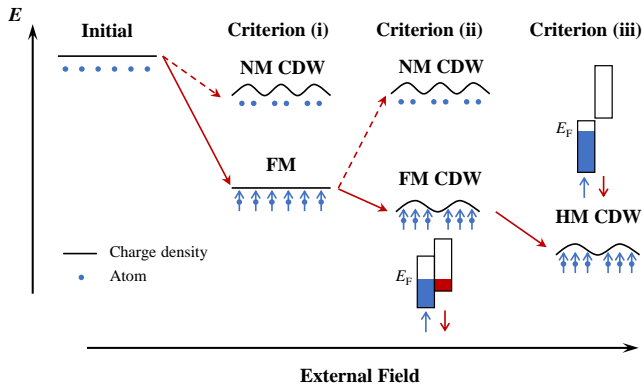 E
Initial
Criterion (i)
Criterion (ii)
Criterion (iii)
NM CDW
NM CDW
E_F
FM
FM CDW
HM CDW
Charge density
Atom
E_F
External Field